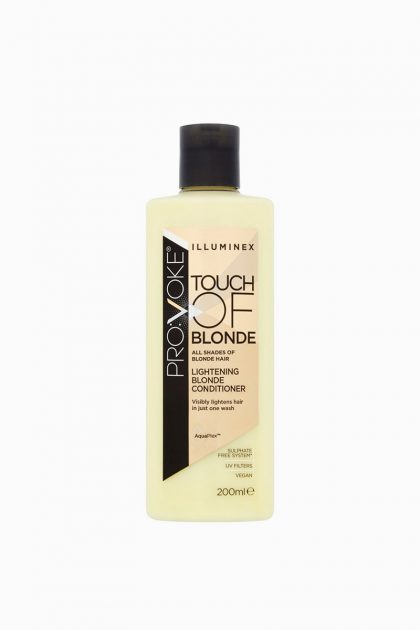 PRO:VOKE®
ILLUMINEX
TOUCH
OF
BLONDE
ALL SHADES OF
BLONDE HAIR
LIGHTENING
BLONDE
CONDITIONER
Visibly lightens hair
in just one wash
AquaFlex™
SULPHATE
FREE SYSTEM*
UV FILTERS
VEGAN
200ml℮